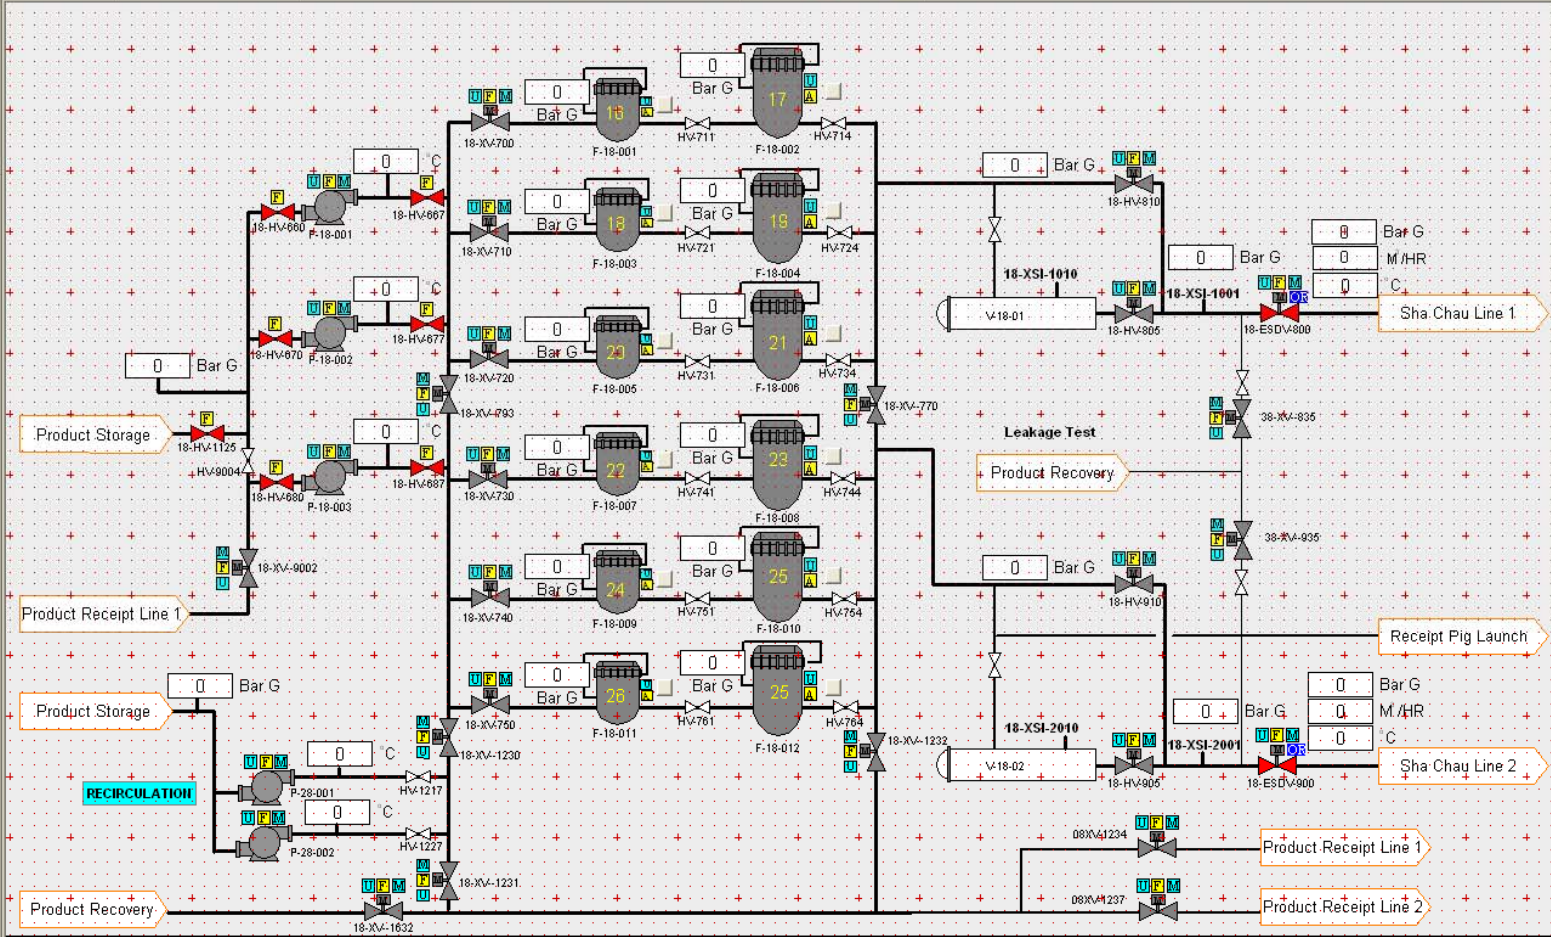 0
Bar G
U F M
18-XV-700
0
Bar G
16
U
A
F-18-001
HV-711
0
Bar G
17
U
A
F-18-002
HV-714
U F M
18-XV-710
0
Bar G
18
U
A
F-18-003
HV-721
0
Bar G
19
U
A
F-18-004
HV-724
U F M
18-XV-720
0
Bar G
20
U
A
F-18-005
HV-731
0
Bar G
21
U
A
F-18-006
HV-734
M
F
U
18-XV-793
M
F
U
18-XV-770
U F M
18-XV-730
0
Bar G
22
U
A
F-18-007
HV-741
0
Bar G
23
U
A
F-18-008
HV-744
U F M
18-XV-740
0
Bar G
24
U
A
F-18-009
HV-751
0
Bar G
25
U
A
F-18-010
HV-754
U F M
18-XV-750
0
Bar G
26
U
A
F-18-011
HV-761
0
Bar G
25
U
A
F-18-012
HV-764
F
18-HV-660
U F M
P-18-001
0 °C
F
18-HV-667
F
18-HV-670
U F M
P-18-002
0 °C
F
18-HV-677
0 Bar G
Product Storage
F
18-HV-1125
HV-9004
F
18-HV-680
U F M
P-18-003
0 °C
F
18-HV-687
M
F
U
18-XV-9002
Product Receipt Line 1
0 Bar G
Product Storage
RECIRCULATION
U F M
P-28-001
0 °C
HV-1217
U F M
P-28-002
0 °C
HV-1227
M
F
U
18-XV-1230
M
F
U
18-XV-1231
M
F
U
18-XV-1232
Product Recovery
U F M
18-XV-1632
0 Bar G
U F M
18-HV-810
18-XSI-1010
V-18-01
U F M
18-HV-805
0 Bar G
18-XSI-1001
0 Bar G
0 M /HR
0 °C
U F M
OR
18-ESDV-800
Sha Chau Line 1
M
F
U
38-XV-835
Leakage Test
Product Recovery
M
F
U
38-XV-935
0 Bar G
U F M
18-HV-910
Receipt Pig Launch
18-XSI-2010
V-18-02
U F M
18-HV-905
0 Bar G
18-XSI-2001
0 Bar G
0 M /HR
0 °C
U F M
OR
18-ESDV-900
Sha Chau Line 2
U F M
08XV-1234
Product Receipt Line 1
U F M
08XV-1237
Product Receipt Line 2